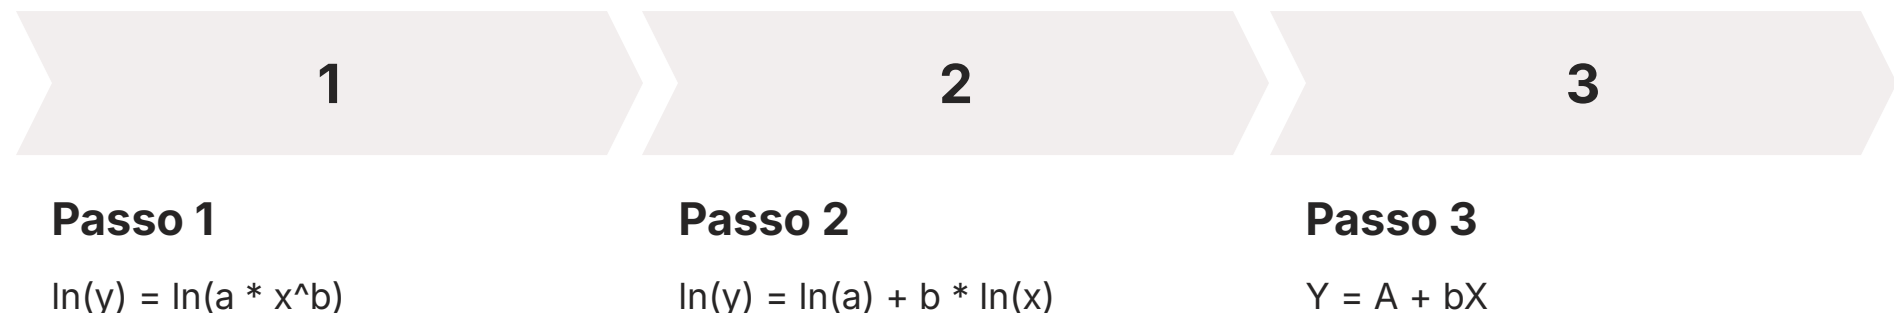 1
2
3
Passo 1
Passo 2
Passo 3
ln(y) = ln(a * x^b)
ln(y) = ln(a) + b * ln(x)
Y = A + bX